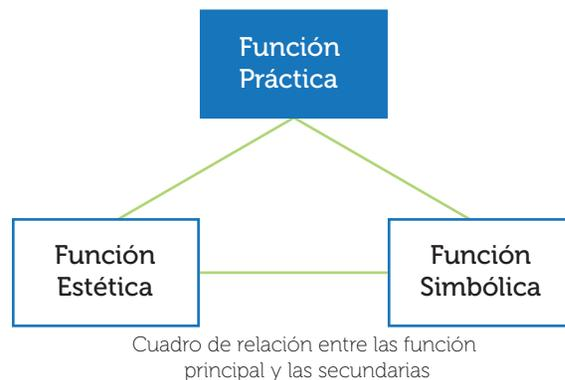 Función
Práctica
Función
Estética
Función
Simbólica
Cuadro de relación entre las función
principal y las secundarias